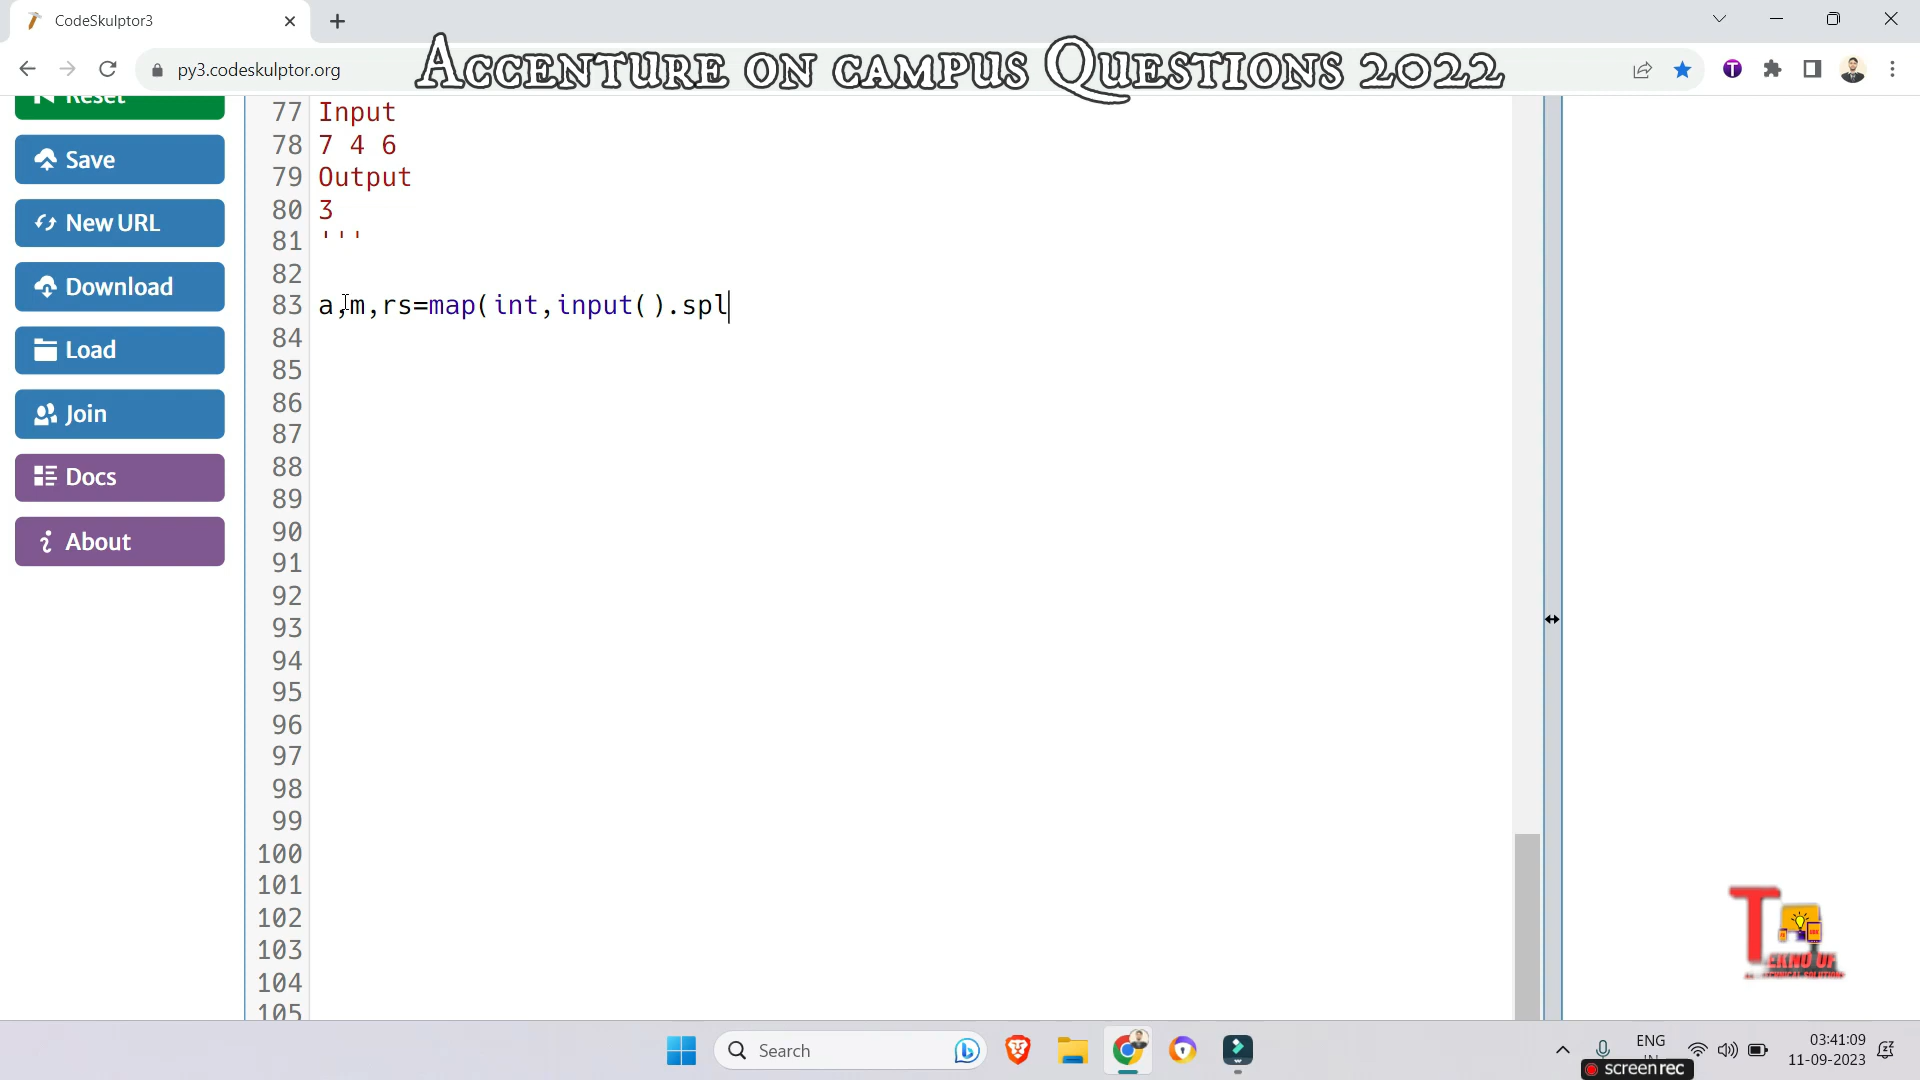 CodeSkulptor3
py3.codeskulptor.org
ACCENTURE ON CAMPUS QUESTIONS 2022
Reset
Save
New URL
Download
Load
Join
Docs
About
77 Input
78 7 4 6
79 Output
80 3
81 '''
82
83 a,m,rs=map(int,input().spl
84
85
86
87
88
89
90
91
92
93
94
95
96
97
98
99
100
101
102
103
104
105
TEKNO UF
Search
ENG
03:41:09
11-09-2023
screenrec